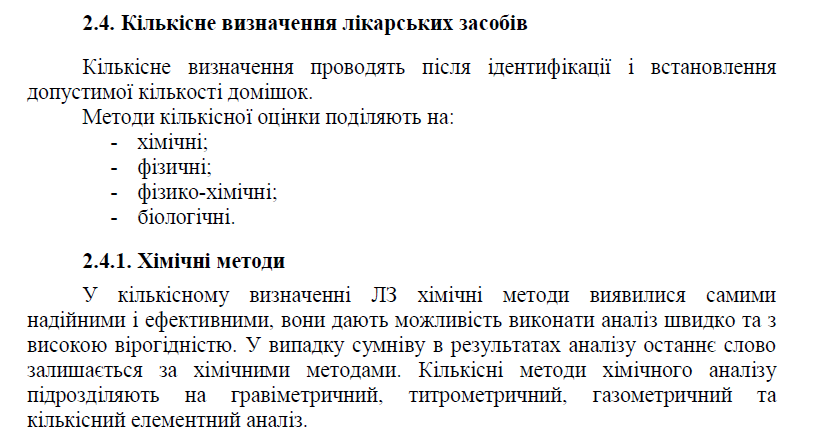 2.4. Кількісне визначення лікарських засобів
Кількісне визначення проводять після ідентифікації і встановлення
допустимої кількості домішок.
Методи кількісної оцінки поділяють на:
- хімічні;
- фізичні;
- фізико-хімічні;
- біологічні.
2.4.1. Хімічні методи
У кількісному визначенні ЛЗ хімічні методи виявилися самими
надійними і ефективними, вони дають можливість виконати аналіз швидко та з
високою вірогідністю. У випадку сумніву в результатах аналізу останнє слово
залишається за хімічними методами. Кількісні методи хімічного аналізу
підрозділяють на гравіметричний, титрометричний, газометричний та
кількісний елементний аналіз.